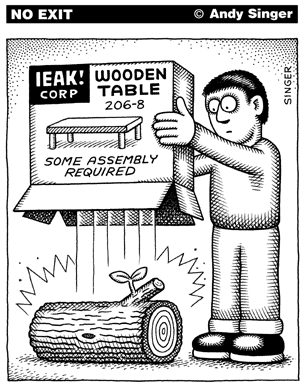 NO EXIT © Andy Singer
IEAK!
CORP
WOODEN
TABLE
206-8
SOME ASSEMBLY
REQUIRED
SINGER